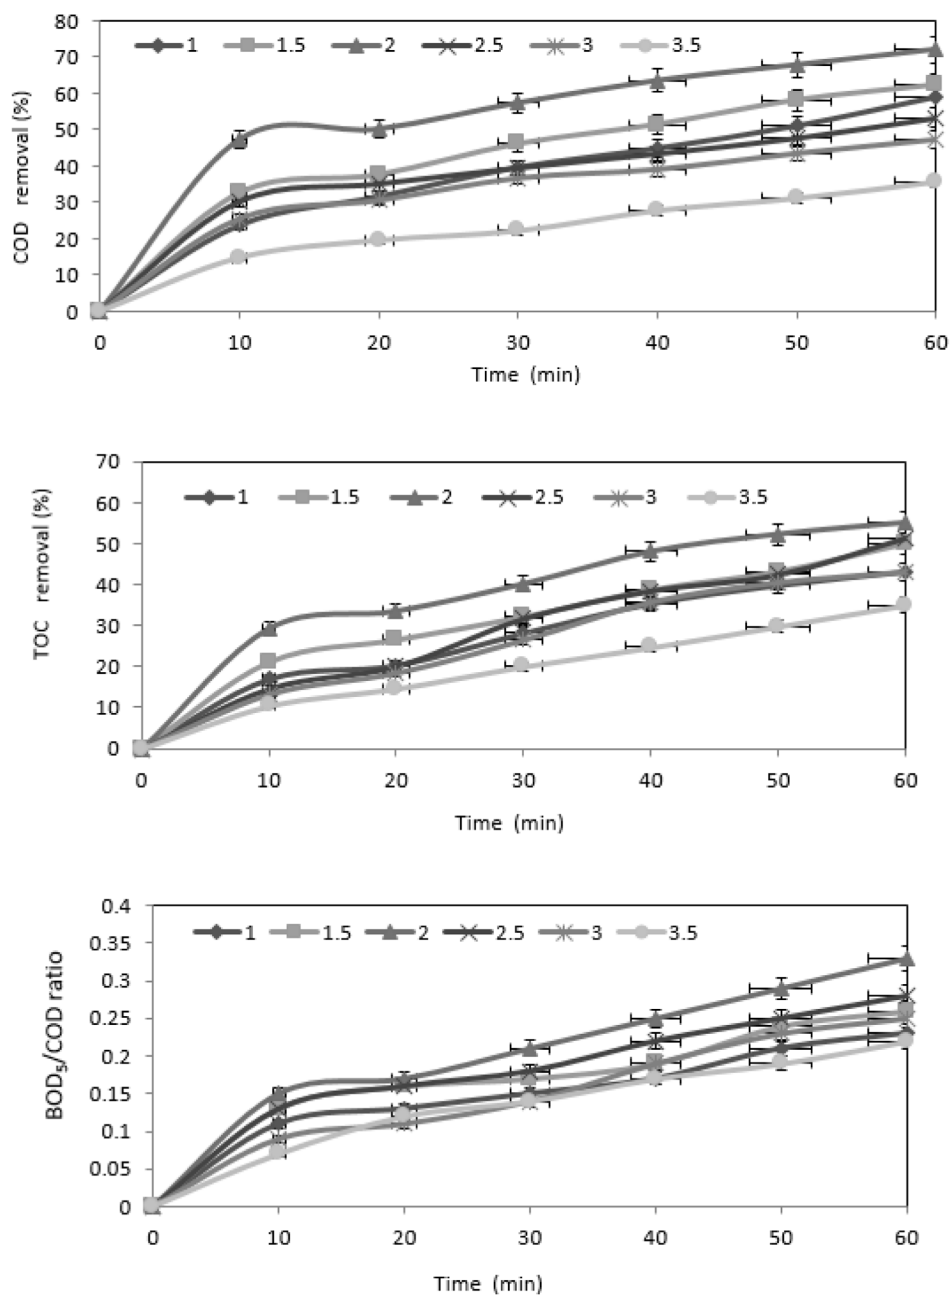 80
1 1.5 2 2.5 3 3.5
70
60
50
40
30
20
10
0
COD removal (%)
0 10 20 30 40 50 60
Time (min)
70
1 1.5 2 2.5 3 3.5
60
50
40
30
20
10
0
TOC removal (%)
0 10 20 30 40 50 60
Time (min)
0.4
1 1.5 2 2.5 3 3.5
0.35
0.3
0.25
0.2
0.15
0.1
0.05
0
BOD₅/COD ratio
0 10 20 30 40 50 60
Time (min)